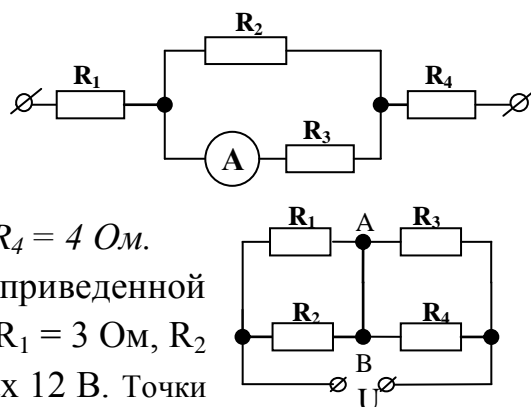 R₂
R₁
R₄
R₃
A
R₄ = 4 Ом.
R₁ A R₃
приведенной
R₁ = 3 Ом, R₂
R₂ R₄
B
х 12 В. Точки
U